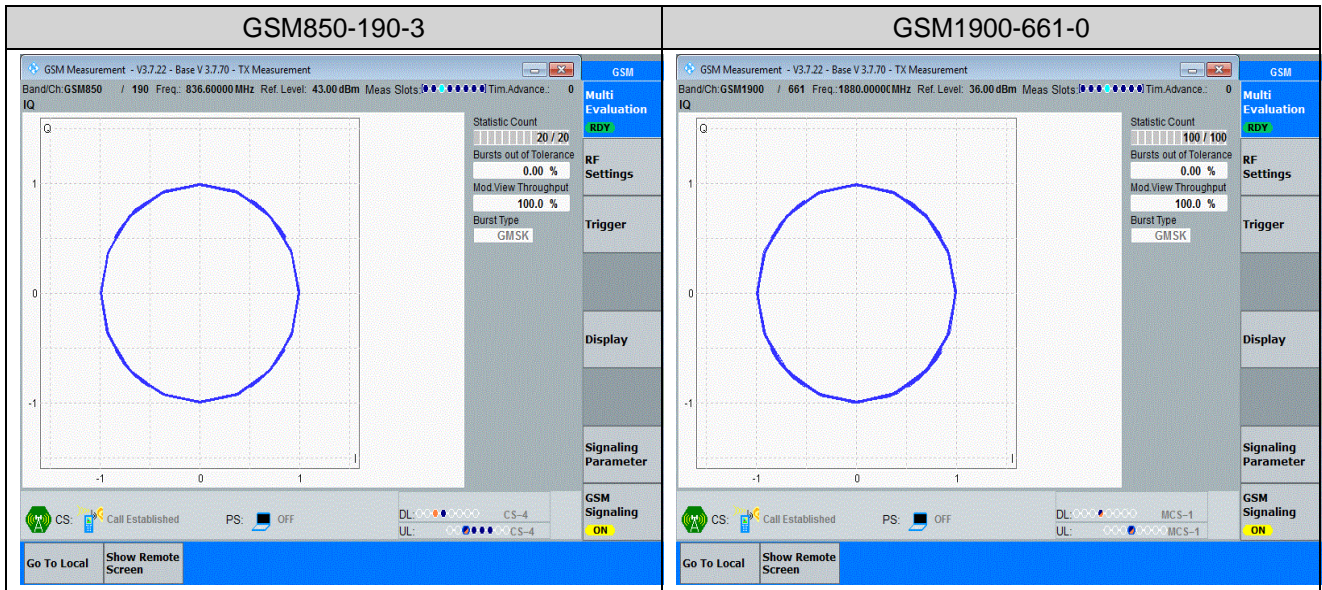 GSM850-190-3
GSM Measurement - V3.7.22 - Base V 3.7.70 - TX Measurement
GSM
Band/Ch:GSM850 / 190 Freq.: 836.60000 MHz Ref. Level: 43.00 dBm Meas Slots: Tim.Advance.: 0
IQ
Multi
Evaluation
RDY
Q
Statistic Count
20 / 20
Bursts out of Tolerance
0.00 %
Mod.View Throughput
100.0 %
Burst Type
GMSK
RF
Settings
Trigger
Display
1
0
-1
I
-1 0 1
Signaling
Parameter
GSM
Signaling
ON
CS: Call Established PS: OFF
DL: CS-4
UL: CS-4
Go To Local
Show Remote
Screen
GSM1900-661-0
GSM Measurement - V3.7.22 - Base V 3.7.70 - TX Measurement
GSM
Band/Ch:GSM1900 / 661 Freq.:1880.00000 MHz Ref. Level: 36.00 dBm Meas Slots: Tim.Advance.: 0
IQ
Multi
Evaluation
RDY
Q
Statistic Count
100 / 100
Bursts out of Tolerance
0.00 %
Mod.View Throughput
100.0 %
Burst Type
GMSK
RF
Settings
Trigger
Display
1
0
-1
I
-1 0 1
Signaling
Parameter
GSM
Signaling
ON
CS: Call Established PS: OFF
DL: MCS-1
UL: MCS-1
Go To Local
Show Remote
Screen